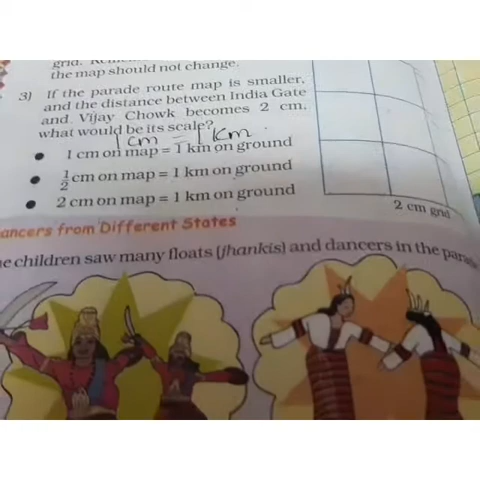 the map should not change.
3) If the parade route map is smaller,
and the distance between India Gate
and Vijay Chowk becomes 2 cm,
what would be its scale?
1 cm = 1 km
● 1 cm on map = 1 km on ground
● 1/2 cm on map = 1 km on ground
● 2 cm on map = 1 km on ground
2 cm grid
ancers from Different States
e children saw many floats (jhankis) and dancers in the para